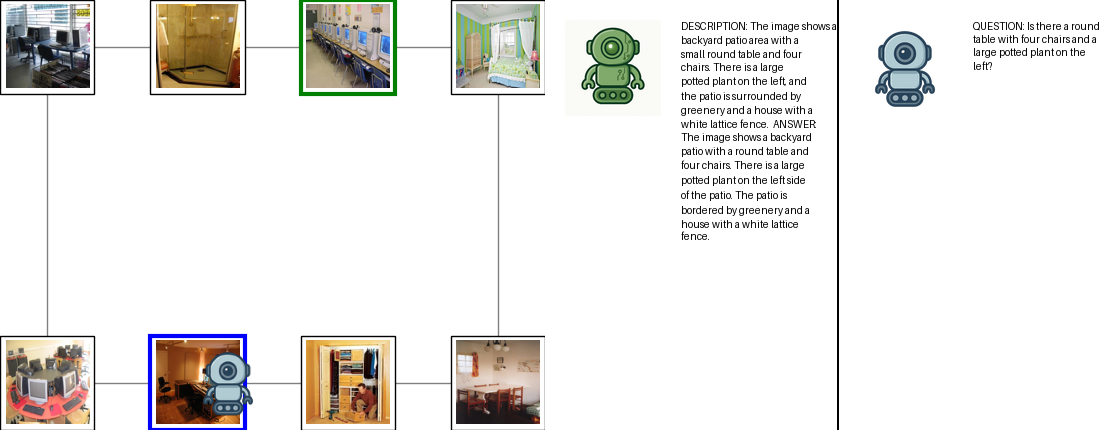 DESCRIPTION: The image shows a
backyard patio area with a
small round table and four
chairs. There is a large
potted plant on the left, and
the patio is surrounded by
greenery and a house with a
white lattice fence. ANSWER:
The image shows a backyard
patio with a round table and
four chairs. There is a large
potted plant on the left side
of the patio. The patio is
bordered by greenery and a
house with a white lattice
fence.
QUESTION: Is there a round
table with four chairs and a
large potted plant on the
left?